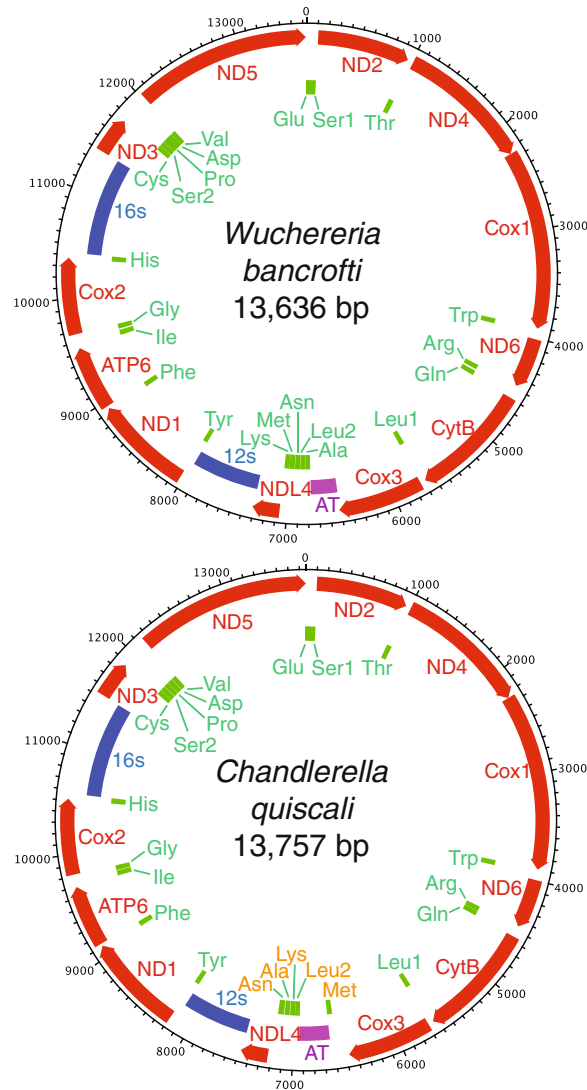 0
13000
1000
12000
2000
11000
3000
10000
4000
9000
5000
8000
6000
7000
ND5
ND2
ND4
Glu
Ser1
Thr
ND3
Val
Asp
Pro
Cys
Ser2
16s
Cox1
His
Wuchereria
bancrofti
13,636 bp
Cox2
Gly
Ile
Trp
ND6
Arg
Gln
ATP6
Phe
ND1
Tyr
Asn
Met
Leu2
Lys
Ala
Leu1
CytB
12s
NDL4
AT
Cox3
0
13000
1000
12000
2000
11000
3000
10000
4000
9000
5000
8000
6000
7000
ND5
ND2
ND4
Glu
Ser1
Thr
ND3
Val
Asp
Pro
Cys
Ser2
16s
Cox1
His
Chandlerella
quiscali
13,757 bp
Cox2
Gly
Ile
Trp
ND6
Arg
Gln
ATP6
Phe
ND1
Tyr
Lys
Ala
Leu2
Asn
Met
Leu1
CytB
12s
NDL4
AT
Cox3